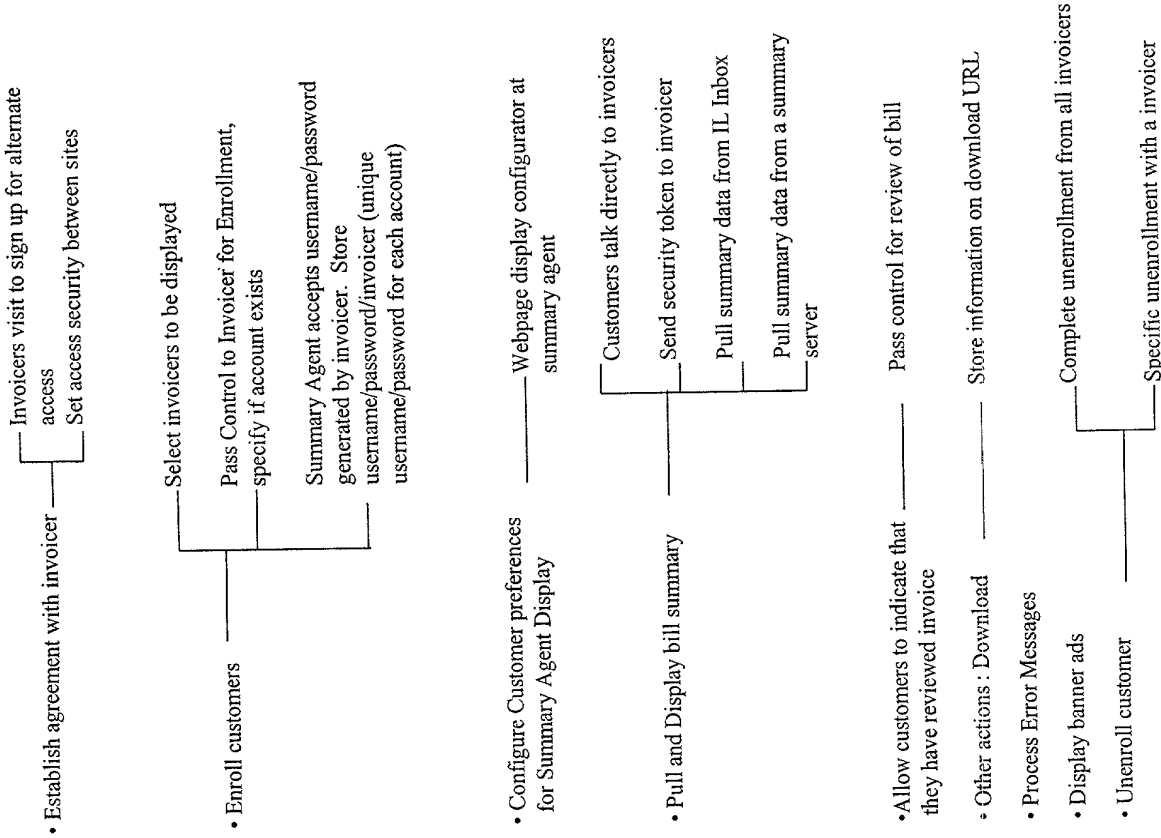 • Establish agreement with invoicer
Invoicers visit to sign up for alternate
access
Set access security between sites
• Enroll customers
Select invoicers to be displayed
Pass Control to Invoicer for Enrollment,
specify if account exists
Summary Agent accepts username/password
generated by invoicer. Store
username/password/invoicer (unique
username/password for each account)
• Configure Customer preferences
for Summary Agent Display
Webpage display configurator at
summary agent
• Pull and Display bill summary
Customers talk directly to invoicers
Send security token to invoicer
Pull summary data from IL Inbox
Pull summary data from a summary
server
•Allow customers to indicate that
they have reviewed invoice
Pass control for review of bill
• Other actions : Download
Store information on download URL
• Process Error Messages
• Display banner ads
• Unenroll customer
Complete unenrollment from all invoicers
Specific unenrollment with a invoicer